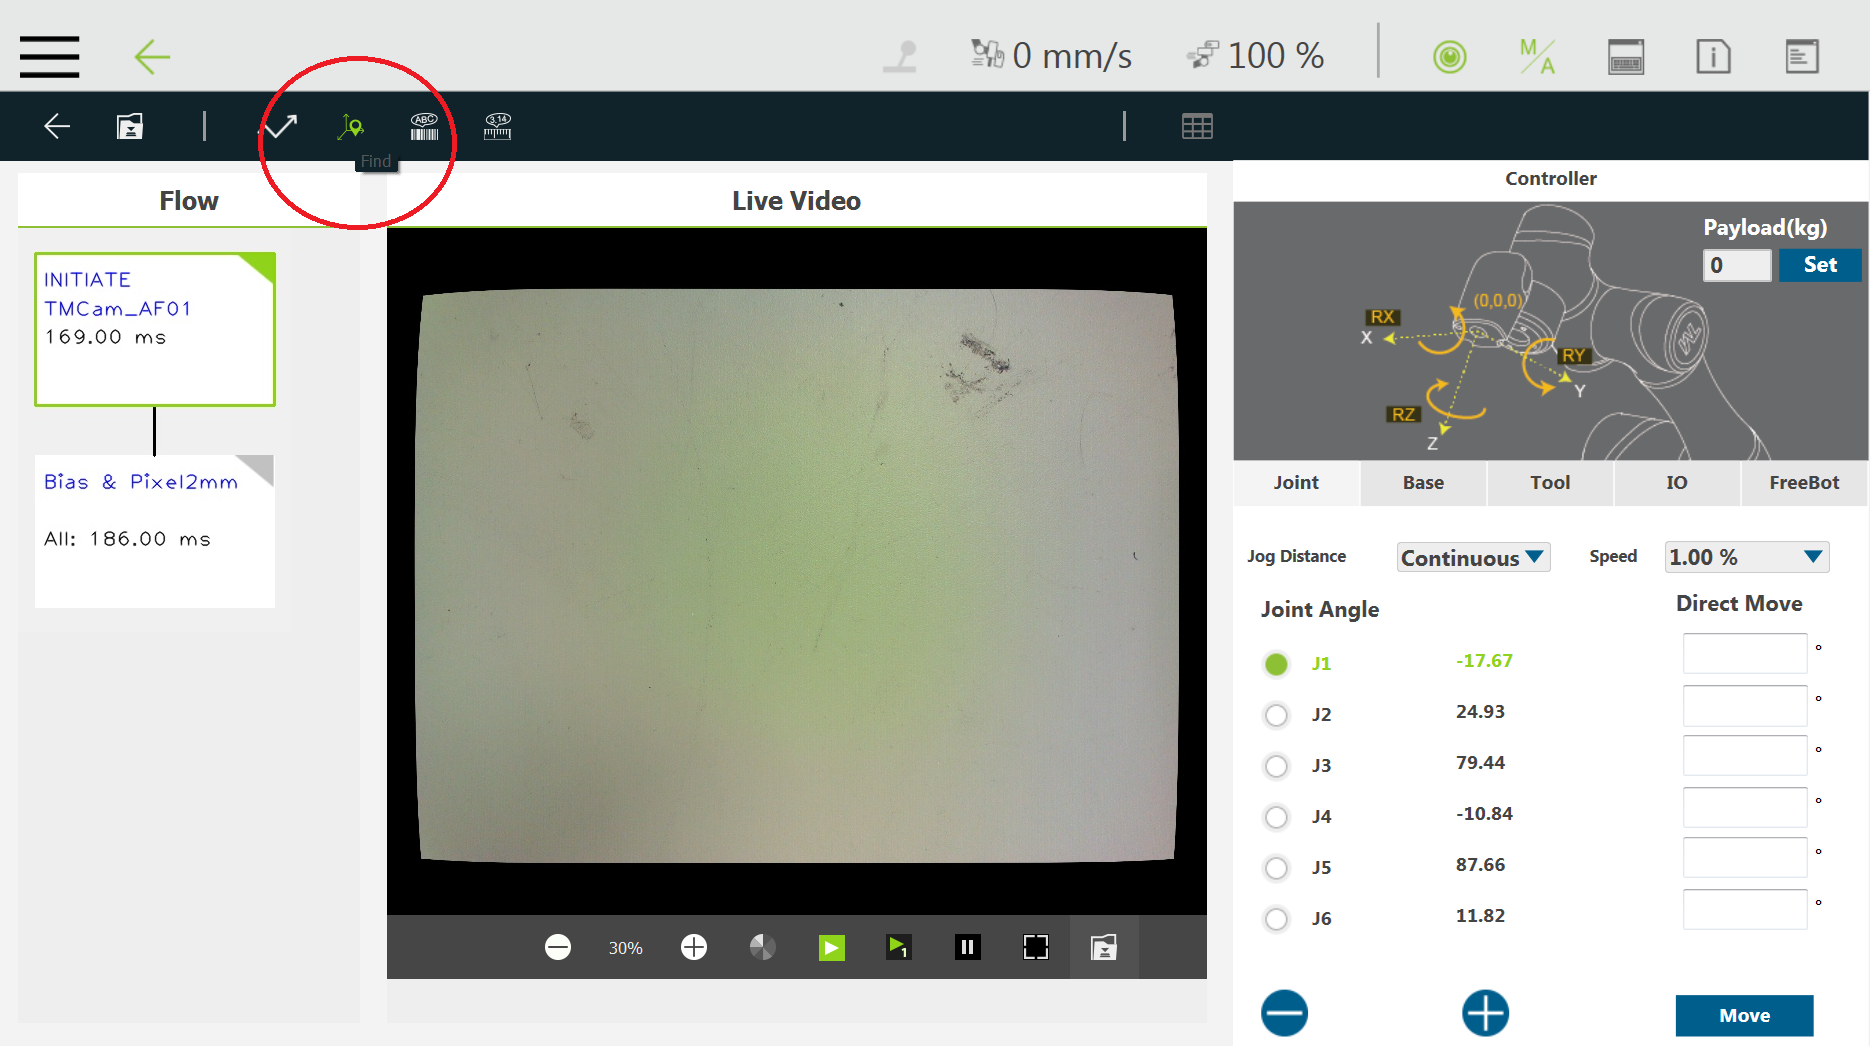 0 mm/s
100 %
M/A
i
ABC
3.14
Find
Flow
Live Video
Controller
INITIATE
TMCam_AF01
169.00 ms
Bias & Pixel2mm
All: 186.00 ms
Payload(kg)
0
Set
(0,0,0)
RX
X
RY
Y
RZ
Z
TM
Joint
Base
Tool
IO
FreeBot
Jog Distance
Continuous
Speed
1.00 %
Joint Angle
Direct Move
J1
-17.67
°
J2
24.93
°
J3
79.44
°
J4
-10.84
°
J5
87.66
°
J6
11.82
°
30%
1
Move